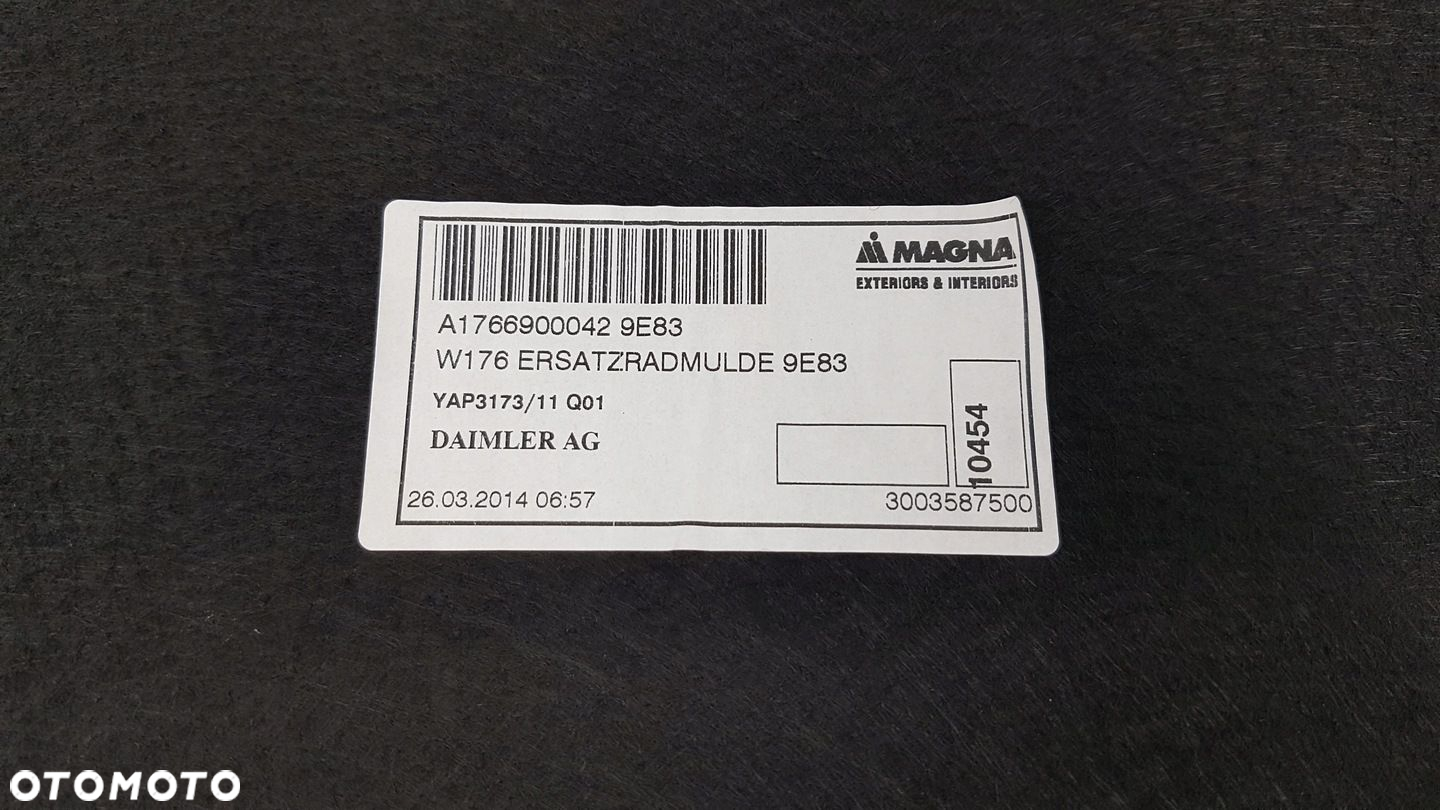 MAGNA
EXTERIORS & INTERIORS
A1766900042 9E83
W176 ERSATZRADMULDE 9E83
YAP3173/11 Q01
DAIMLER AG
10454
26.03.2014 06:57
3003587500
OTOMOTO